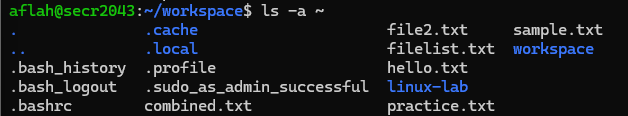 aflah@secr2043:~/workspace$ ls -a ~
. .cache file2.txt sample.txt
.. .local filelist.txt workspace
.bash_history .profile hello.txt
.bash_logout .sudo_as_admin_successful linux-lab
.bashrc combined.txt practice.txt